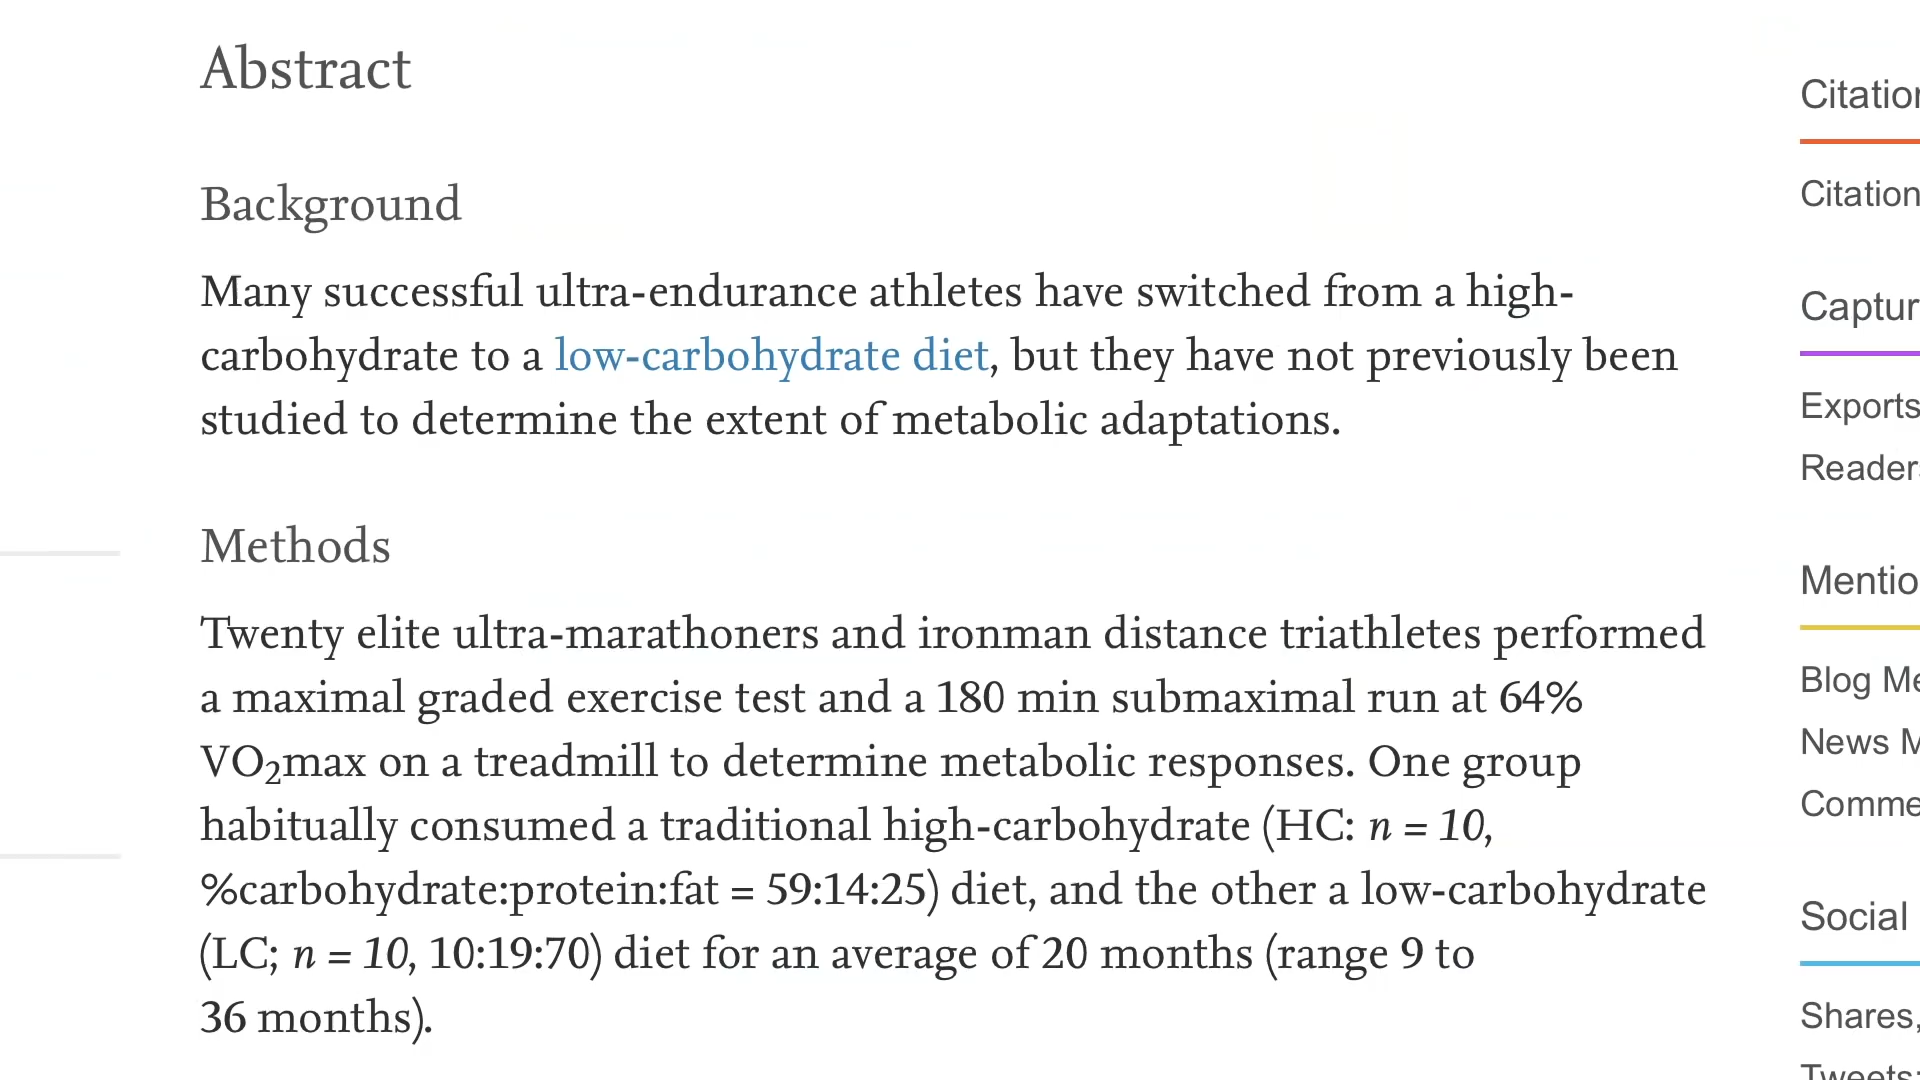 Abstract
Background
Many successful ultra-endurance athletes have switched from a high-
carbohydrate to a low-carbohydrate diet, but they have not previously been
studied to determine the extent of metabolic adaptations.
Methods
Twenty elite ultra-marathoners and ironman distance triathletes performed
a maximal graded exercise test and a 180 min submaximal run at 64%
VO₂max on a treadmill to determine metabolic responses. One group
habitually consumed a traditional high-carbohydrate (HC: n = 10,
%carbohydrate:protein:fat = 59:14:25) diet, and the other a low-carbohydrate
(LC; n = 10, 10:19:70) diet for an average of 20 months (range 9 to
36 months).
Citation
Citation
Captur
Exports
Readers
Mentio
Blog Me
News M
Comme
Social
Shares,
Tweets: